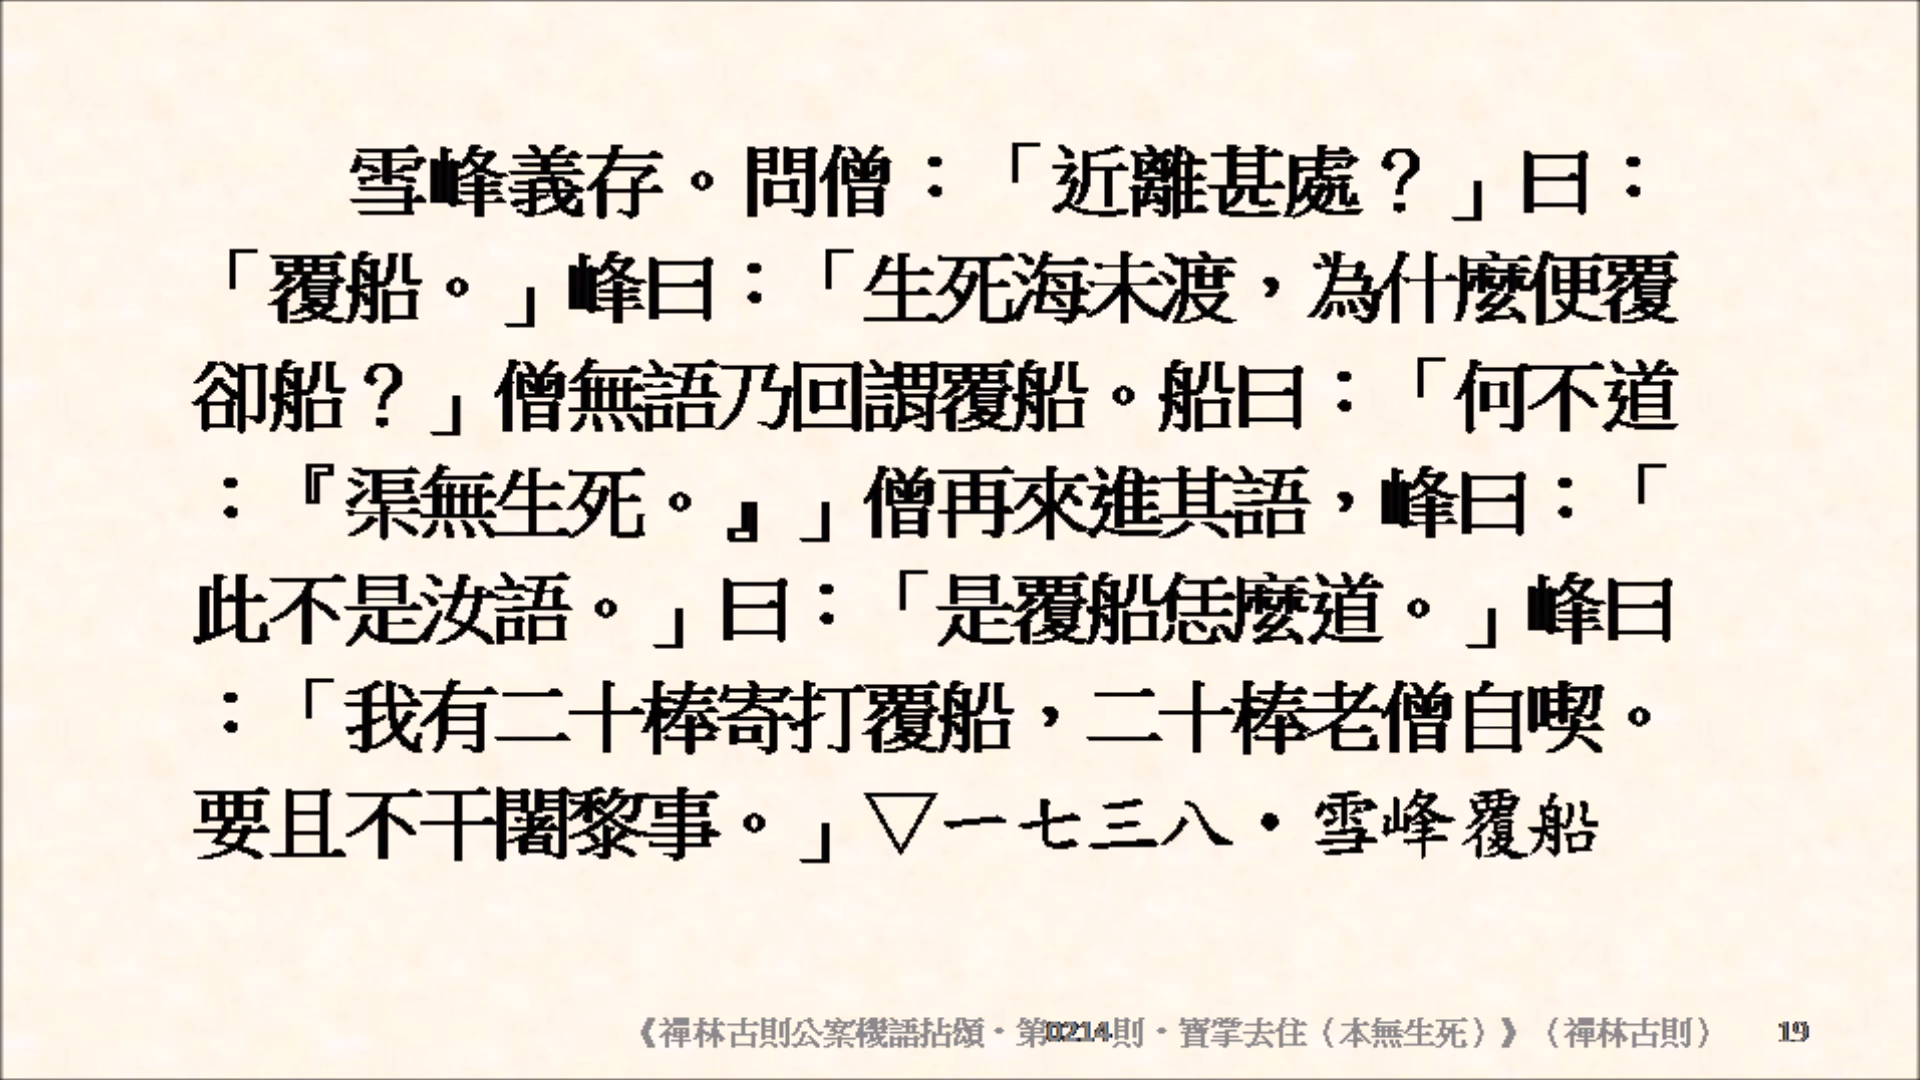 雪峰義存。問僧：「近離甚處？」曰：
「覆船。」峰曰：「生死海未渡，為什麼便覆
卻船？」僧無語乃回謂覆船。船曰：「何不道
：『渠無生死。』」僧再來進其語，峰曰：「
此不是汝語。」曰：「是覆船恁麼道。」峰曰
：「我有二十棒寄打覆船，二十棒老僧自喫。
要且不干闍黎事。」▽一七三八・雪峰覆船
《禪林古則公案機語拈頌・第0214則・寶掌去住（本無生死）》（禪林古則） 19